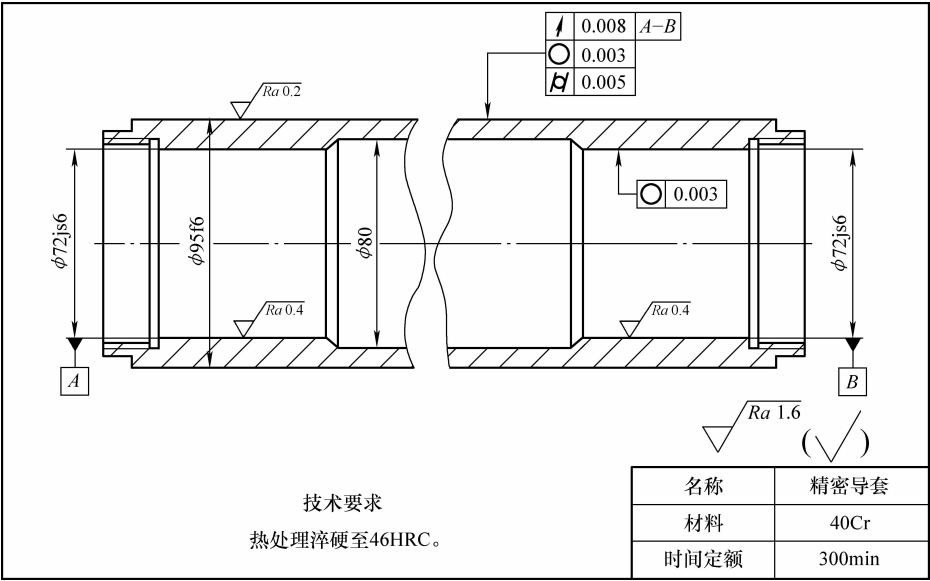 0.008 A-B
0.003
0.005
Ra 0.2
0.003
ϕ72js6
ϕ95f6
ϕ80
ϕ72js6
Ra 0.4
Ra 0.4
A
B
Ra 1.6
( )
技术要求
热处理淬硬至46HRC。
名称 精密导套
材料 40Cr
时间定额 300min